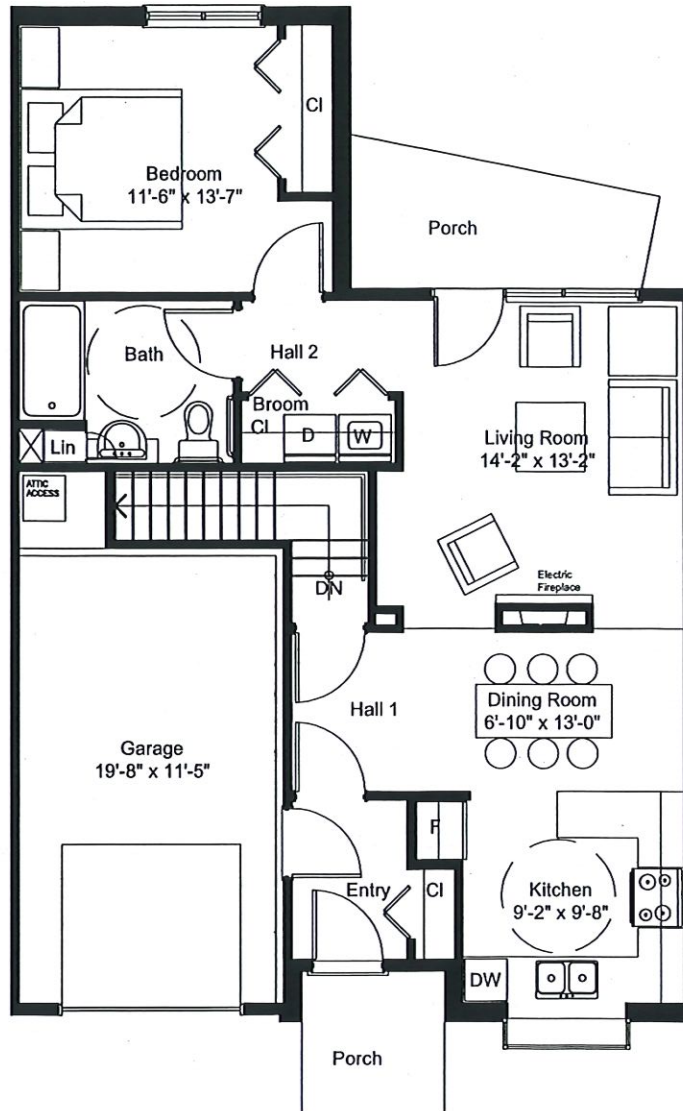 Cl
Bedroom
11'-6" x 13'-7"
Porch
Bath
Hall 2
Broom
Cl
D
W
Lin
Living Room
14'-2" x 13'-2"
ATTIC
ACCESS
Electric
Fireplace
DN
Hall 1
Dining Room
6'-10" x 13'-0"
Garage
19'-8" x 11'-5"
F
Entry
Cl
Kitchen
9'-2" x 9'-8"
DW
Porch